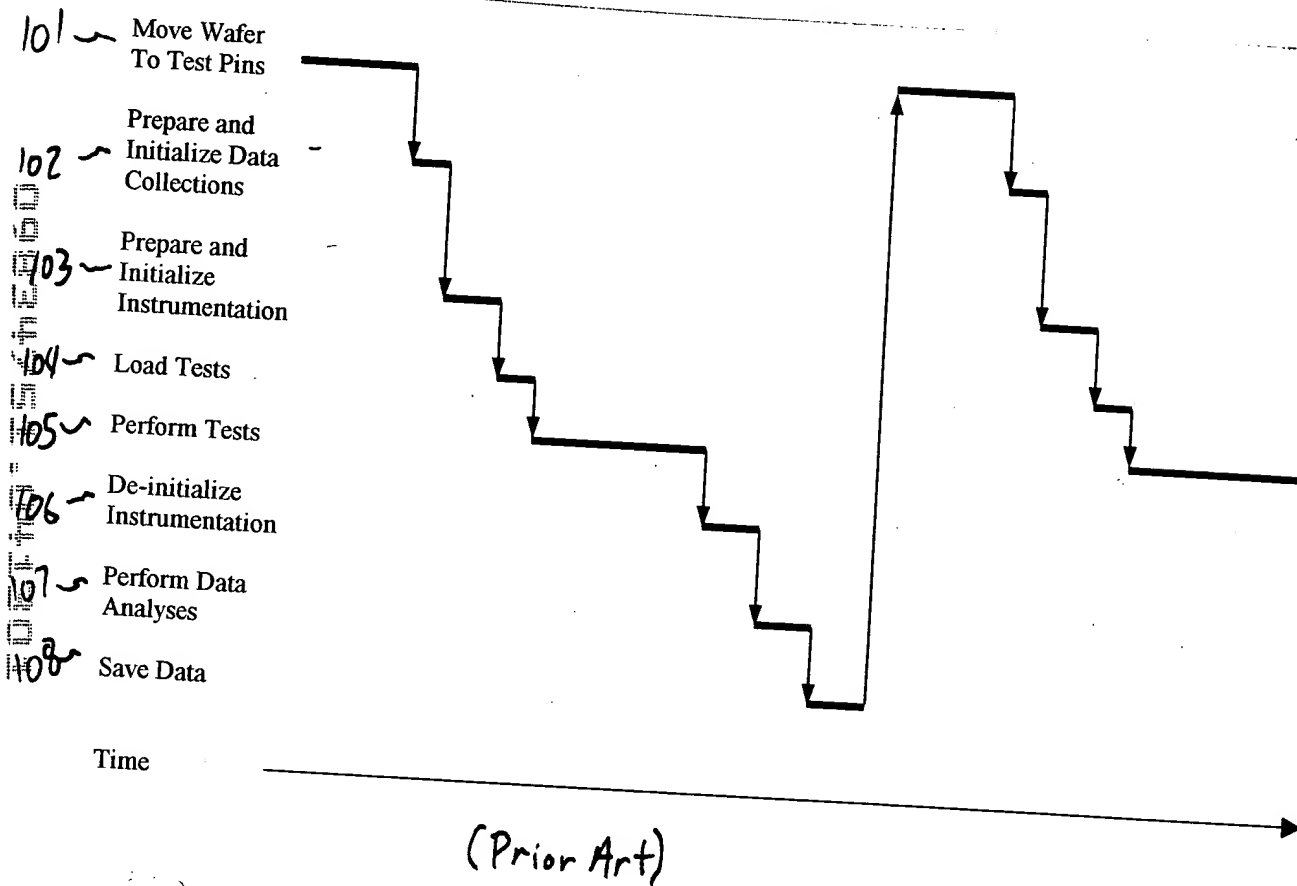 101 Move Wafer
To Test Pins
102 Prepare and
Initialize Data
Collections
103 Prepare and
Initialize
Instrumentation
104 Load Tests
105 Perform Tests
106 De-initialize
Instrumentation
107 Perform Data
Analyses
108 Save Data
Time
(Prior Art)